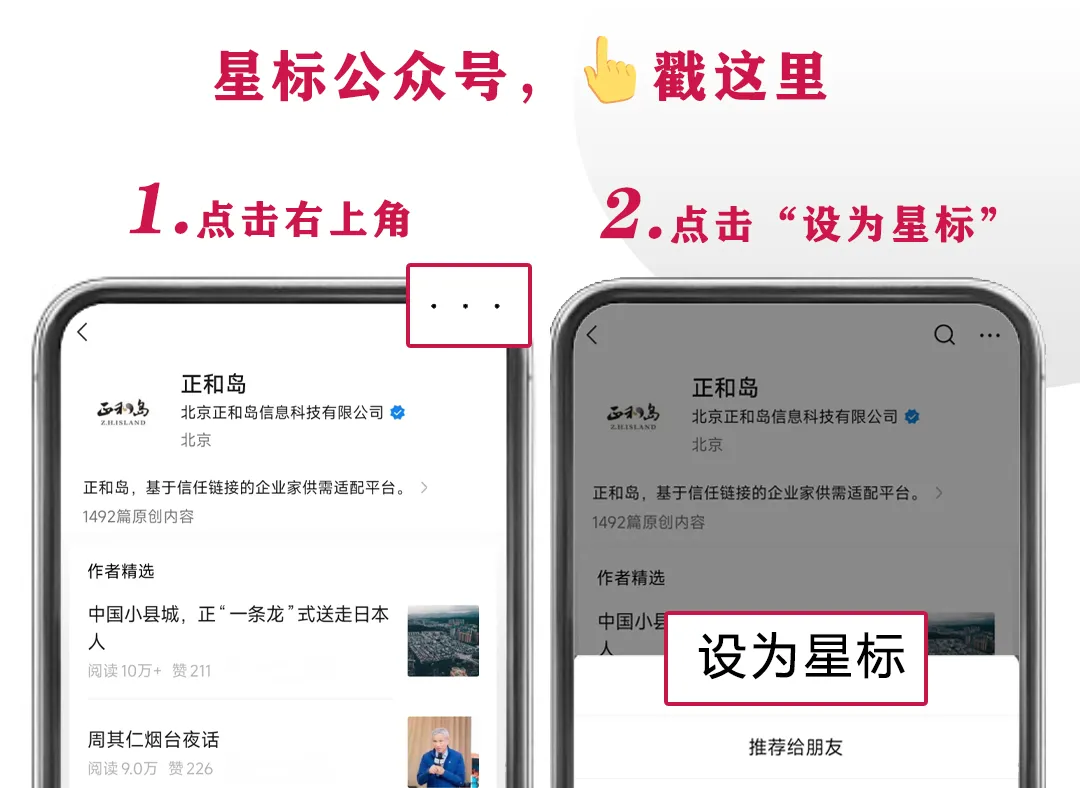 星标公众号，👆戳这里
1.点击右上角
2.点击“设为星标”
···
正和岛
Z.H.ISLAND
正和岛
北京正和岛信息科技有限公司
北京
正和岛，基于信任链接的企业家供需适配平台。
1492篇原创内容
作者精选
中国小县城，正“一条龙”式送走日本
人
阅读10万+ 赞211
周其仁烟台夜话
阅读9.0万 赞226
正和岛
Z.H.ISLAND
正和岛
北京正和岛信息科技有限公司
北京
正和岛，基于信任链接的企业家供需适配平台。
1492篇原创内容
作者精选
中国小县
人
设为星标
推荐给朋友